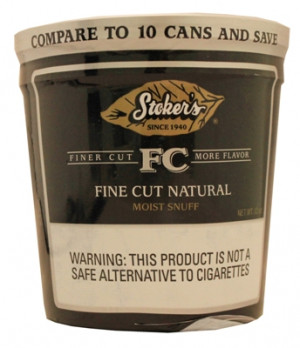 COMPARE TO 10 CANS AND SAVE
Stoker's
SINCE 1940
®
FINER CUT FC MORE FLAVOR
FINE CUT NATURAL
MOIST SNUFF
WARNING: THIS PRODUCT IS NOT A
SAFE ALTERNATIVE TO CIGARETTES